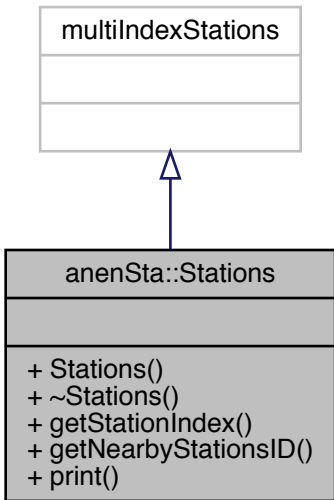 multiIndexStations
anenSta::Stations
+ Stations()
+ ~Stations()
+ getStationIndex()
+ getNearbyStationsID()
+ print()